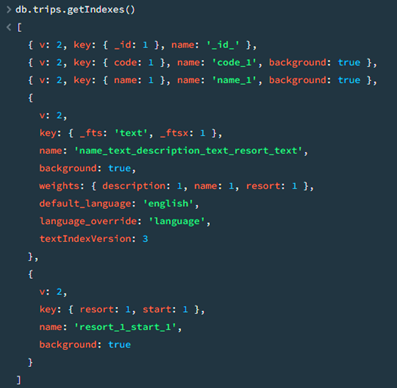 > db.trips.getIndexes()
< [
{ v: 2, key: { _id: 1 }, name: '_id_' },
{ v: 2, key: { code: 1 }, name: 'code_1', background: true },
{ v: 2, key: { name: 1 }, name: 'name_1', background: true },
{
v: 2,
key: { _fts: 'text', _ftsx: 1 },
name: 'name_text_description_text_resort_text',
background: true,
weights: { description: 1, name: 1, resort: 1 },
default_language: 'english',
language_override: 'language',
textIndexVersion: 3
},
{
v: 2,
key: { resort: 1, start: 1 },
name: 'resort_1_start_1',
background: true
}
]